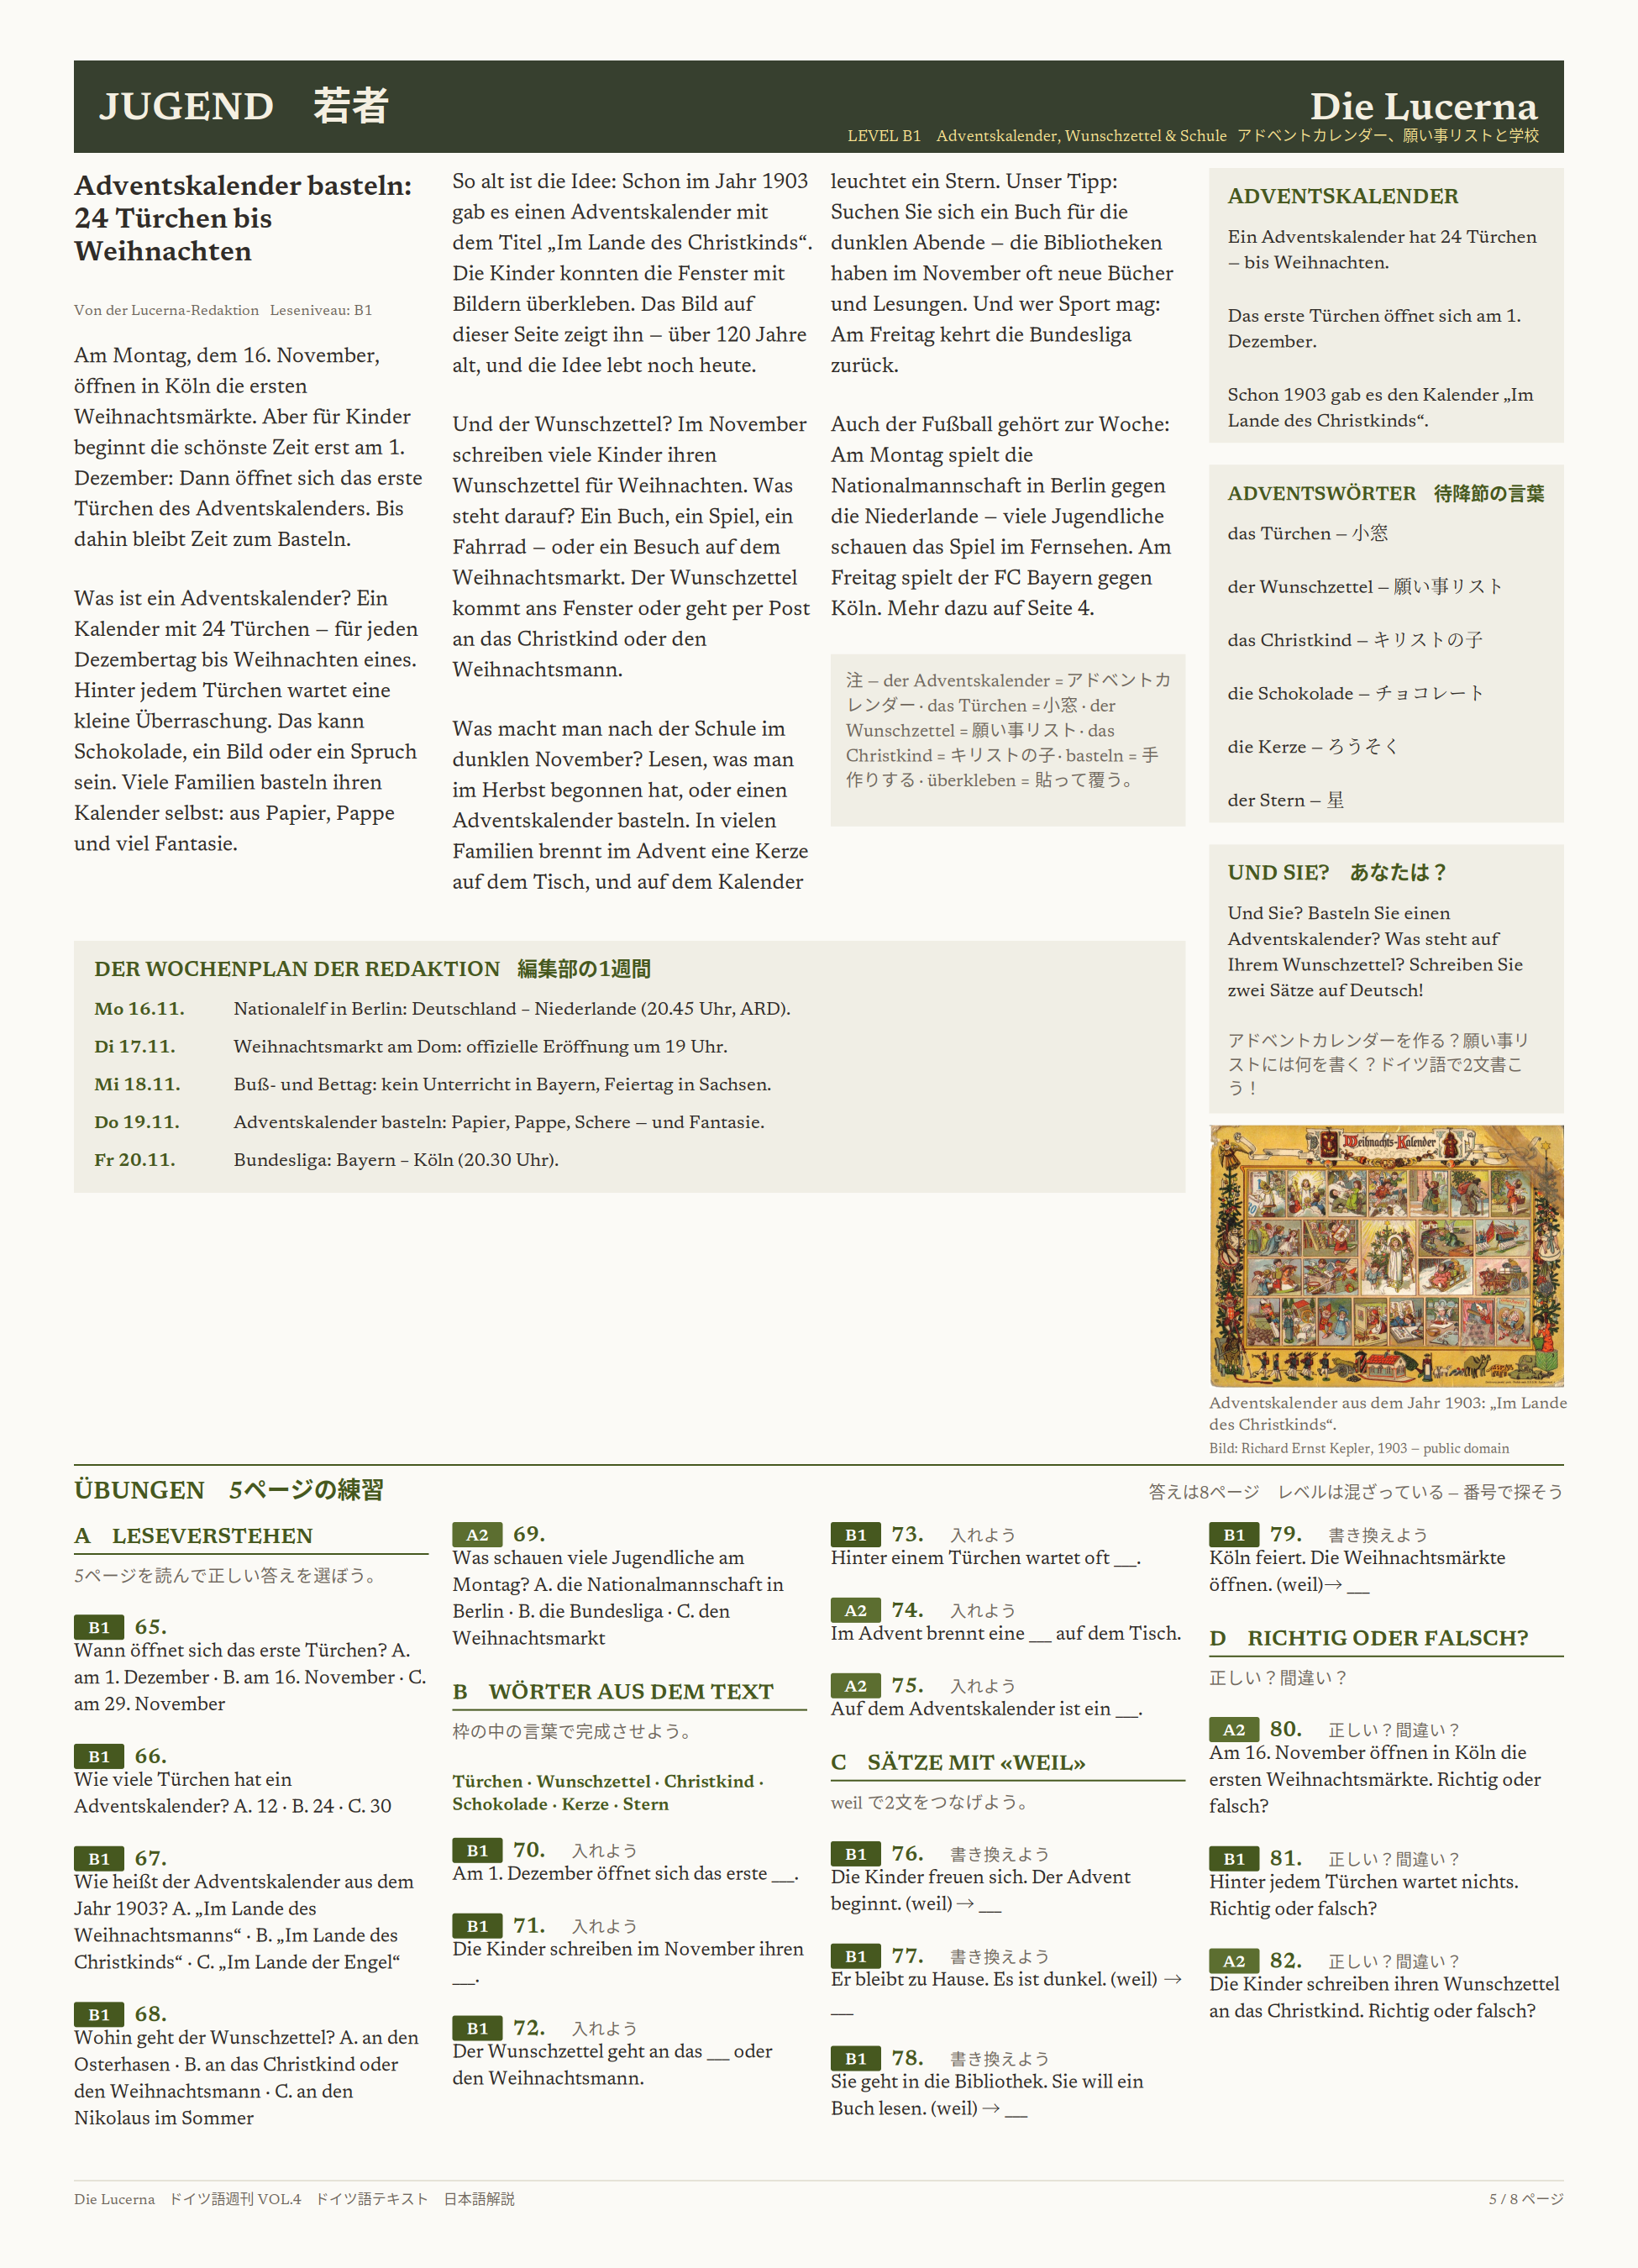 JUGEND 若者
Die Lucerna
LEVEL B1 Adventskalender, Wunschzettel & Schule アドベントカレンダー、願い事リストと学校
Adventskalender basteln:
24 Türchen bis
Weihnachten
Von der Lucerna-Redaktion Leseniveau: B1
Am Montag, dem 16. November,
öffnen in Köln die ersten
Weihnachtsmärkte. Aber für Kinder
beginnt die schönste Zeit erst am 1.
Dezember: Dann öffnet sich das erste
Türchen des Adventskalenders. Bis
dahin bleibt Zeit zum Basteln.
Was ist ein Adventskalender? Ein
Kalender mit 24 Türchen – für jeden
Dezembertag bis Weihnachten eines.
Hinter jedem Türchen wartet eine
kleine Überraschung. Das kann
Schokolade, ein Bild oder ein Spruch
sein. Viele Familien basteln ihren
Kalender selbst: aus Papier, Pappe
und viel Fantasie.
So alt ist die Idee: Schon im Jahr 1903
gab es einen Adventskalender mit
dem Titel „Im Lande des Christkinds“.
Die Kinder konnten die Fenster mit
Bildern überkleben. Das Bild auf
dieser Seite zeigt ihn – über 120 Jahre
alt, und die Idee lebt noch heute.
Und der Wunschzettel? Im November
schreiben viele Kinder ihren
Wunschzettel für Weihnachten. Was
steht darauf? Ein Buch, ein Spiel, ein
Fahrrad – oder ein Besuch auf dem
Weihnachtsmarkt. Der Wunschzettel
kommt ans Fenster oder geht per Post
an das Christkind oder den
Weihnachtsmann.
Was macht man nach der Schule im
dunklen November? Lesen, was man
im Herbst begonnen hat, oder einen
Adventskalender basteln. In vielen
Familien brennt im Advent eine Kerze
auf dem Tisch, und auf dem Kalender
leuchtet ein Stern. Unser Tipp:
Suchen Sie sich ein Buch für die
dunklen Abende – die Bibliotheken
haben im November oft neue Bücher
und Lesungen. Und wer Sport mag:
Am Freitag kehrt die Bundesliga
zurück.
Auch der Fußball gehört zur Woche:
Am Montag spielt die
Nationalmannschaft in Berlin gegen
die Niederlande – viele Jugendliche
schauen das Spiel im Fernsehen. Am
Freitag spielt der FC Bayern gegen
Köln. Mehr dazu auf Seite 4.
注 – der Adventskalender = アドベントカ
レンダー · das Türchen = 小窓 · der
Wunschzettel = 願い事リスト · das
Christkind = キリストの子 · basteln = 手
作りする · überkleben = 貼って覆う。
ADVENTSKALENDER
Ein Adventskalender hat 24 Türchen
– bis Weihnachten.
Das erste Türchen öffnet sich am 1.
Dezember.
Schon 1903 gab es den Kalender „Im
Lande des Christkinds“.
ADVENTSWÖRTER 待降節の言葉
das Türchen – 小窓
der Wunschzettel – 願い事リスト
das Christkind – キリストの子
die Schokolade – チョコレート
die Kerze – ろうそく
der Stern – 星
UND SIE? あなたは？
Und Sie? Basteln Sie einen
Adventskalender? Was steht auf
Ihrem Wunschzettel? Schreiben Sie
zwei Sätze auf Deutsch!
アドベントカレンダーを作る？願い事リ
ストには何を書く？ドイツ語で2文書こ
う！
Weihnachts-Kalender
Adventskalender aus dem Jahr 1903: „Im Lande
des Christkinds“.
Bild: Richard Ernst Kepler, 1903 – public domain
DER WOCHENPLAN DER REDAKTION 編集部の1週間
Mo 16.11. Nationalelf in Berlin: Deutschland – Niederlande (20.45 Uhr, ARD).
Di 17.11. Weihnachtsmarkt am Dom: offizielle Eröffnung um 19 Uhr.
Mi 18.11. Buß- und Bettag: kein Unterricht in Bayern, Feiertag in Sachsen.
Do 19.11. Adventskalender basteln: Papier, Pappe, Schere – und Fantasie.
Fr 20.11. Bundesliga: Bayern – Köln (20.30 Uhr).
ÜBUNGEN 5ページの練習
答えは8ページ レベルは混ざっている – 番号で探そう
A LESEVERSTEHEN
5ページを読んで正しい答えを選ぼう。
B1 65.
Wann öffnet sich das erste Türchen? A.
am 1. Dezember · B. am 16. November · C.
am 29. November
B1 66.
Wie viele Türchen hat ein
Adventskalender? A. 12 · B. 24 · C. 30
B1 67.
Wie heißt der Adventskalender aus dem
Jahr 1903? A. „Im Lande des
Weihnachtsmanns“ · B. „Im Lande des
Christkinds“ · C. „Im Lande der Engel“
B1 68.
Wohin geht der Wunschzettel? A. an den
Osterhasen · B. an das Christkind oder
den Weihnachtsmann · C. an den
Nikolaus im Sommer
A2 69.
Was schauen viele Jugendliche am
Montag? A. die Nationalmannschaft in
Berlin · B. die Bundesliga · C. den
Weihnachtsmarkt
B WÖRTER AUS DEM TEXT
枠の中の言葉で完成させよう。
Türchen · Wunschzettel · Christkind ·
Schokolade · Kerze · Stern
B1 70. 入れよう
Am 1. Dezember öffnet sich das erste ___.
B1 71. 入れよう
Die Kinder schreiben im November ihren
___.
B1 72. 入れよう
Der Wunschzettel geht an das ___ oder
den Weihnachtsmann.
B1 73. 入れよう
Hinter einem Türchen wartet oft ___.
A2 74. 入れよう
Im Advent brennt eine ___ auf dem Tisch.
A2 75. 入れよう
Auf dem Adventskalender ist ein ___.
C SÄTZE MIT «WEIL»
weil で2文をつなげよう。
B1 76. 書き換えよう
Die Kinder freuen sich. Der Advent
beginnt. (weil) → ___
B1 77. 書き換えよう
Er bleibt zu Hause. Es ist dunkel. (weil) →
___
B1 78. 書き換えよう
Sie geht in die Bibliothek. Sie will ein
Buch lesen. (weil) → ___
B1 79. 書き換えよう
Köln feiert. Die Weihnachtsmärkte
öffnen. (weil)→ ___
D RICHTIG ODER FALSCH?
正しい？間違い？
A2 80. 正しい？間違い？
Am 16. November öffnen in Köln die
ersten Weihnachtsmärkte. Richtig oder
falsch?
B1 81. 正しい？間違い？
Hinter jedem Türchen wartet nichts.
Richtig oder falsch?
A2 82. 正しい？間違い？
Die Kinder schreiben ihren Wunschzettel
an das Christkind. Richtig oder falsch?
Die Lucerna ドイツ語週刊 VOL.4 ドイツ語テキスト 日本語解説
5 / 8 ページ